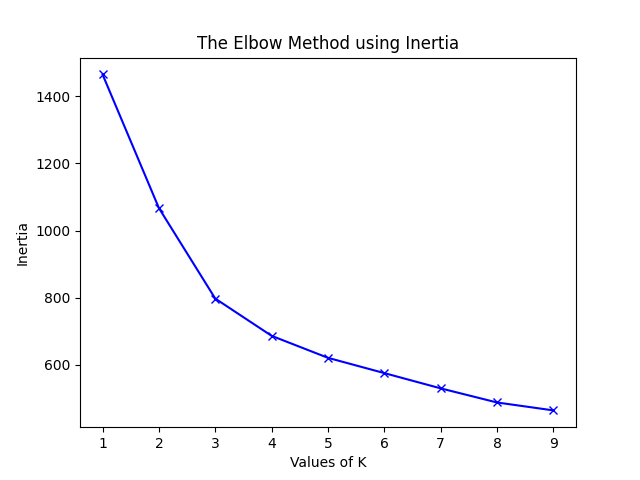 The Elbow Method using Inertia
1400
1200
1000
800
600
Inertia
1 2 3 4 5 6 7 8 9
Values of K